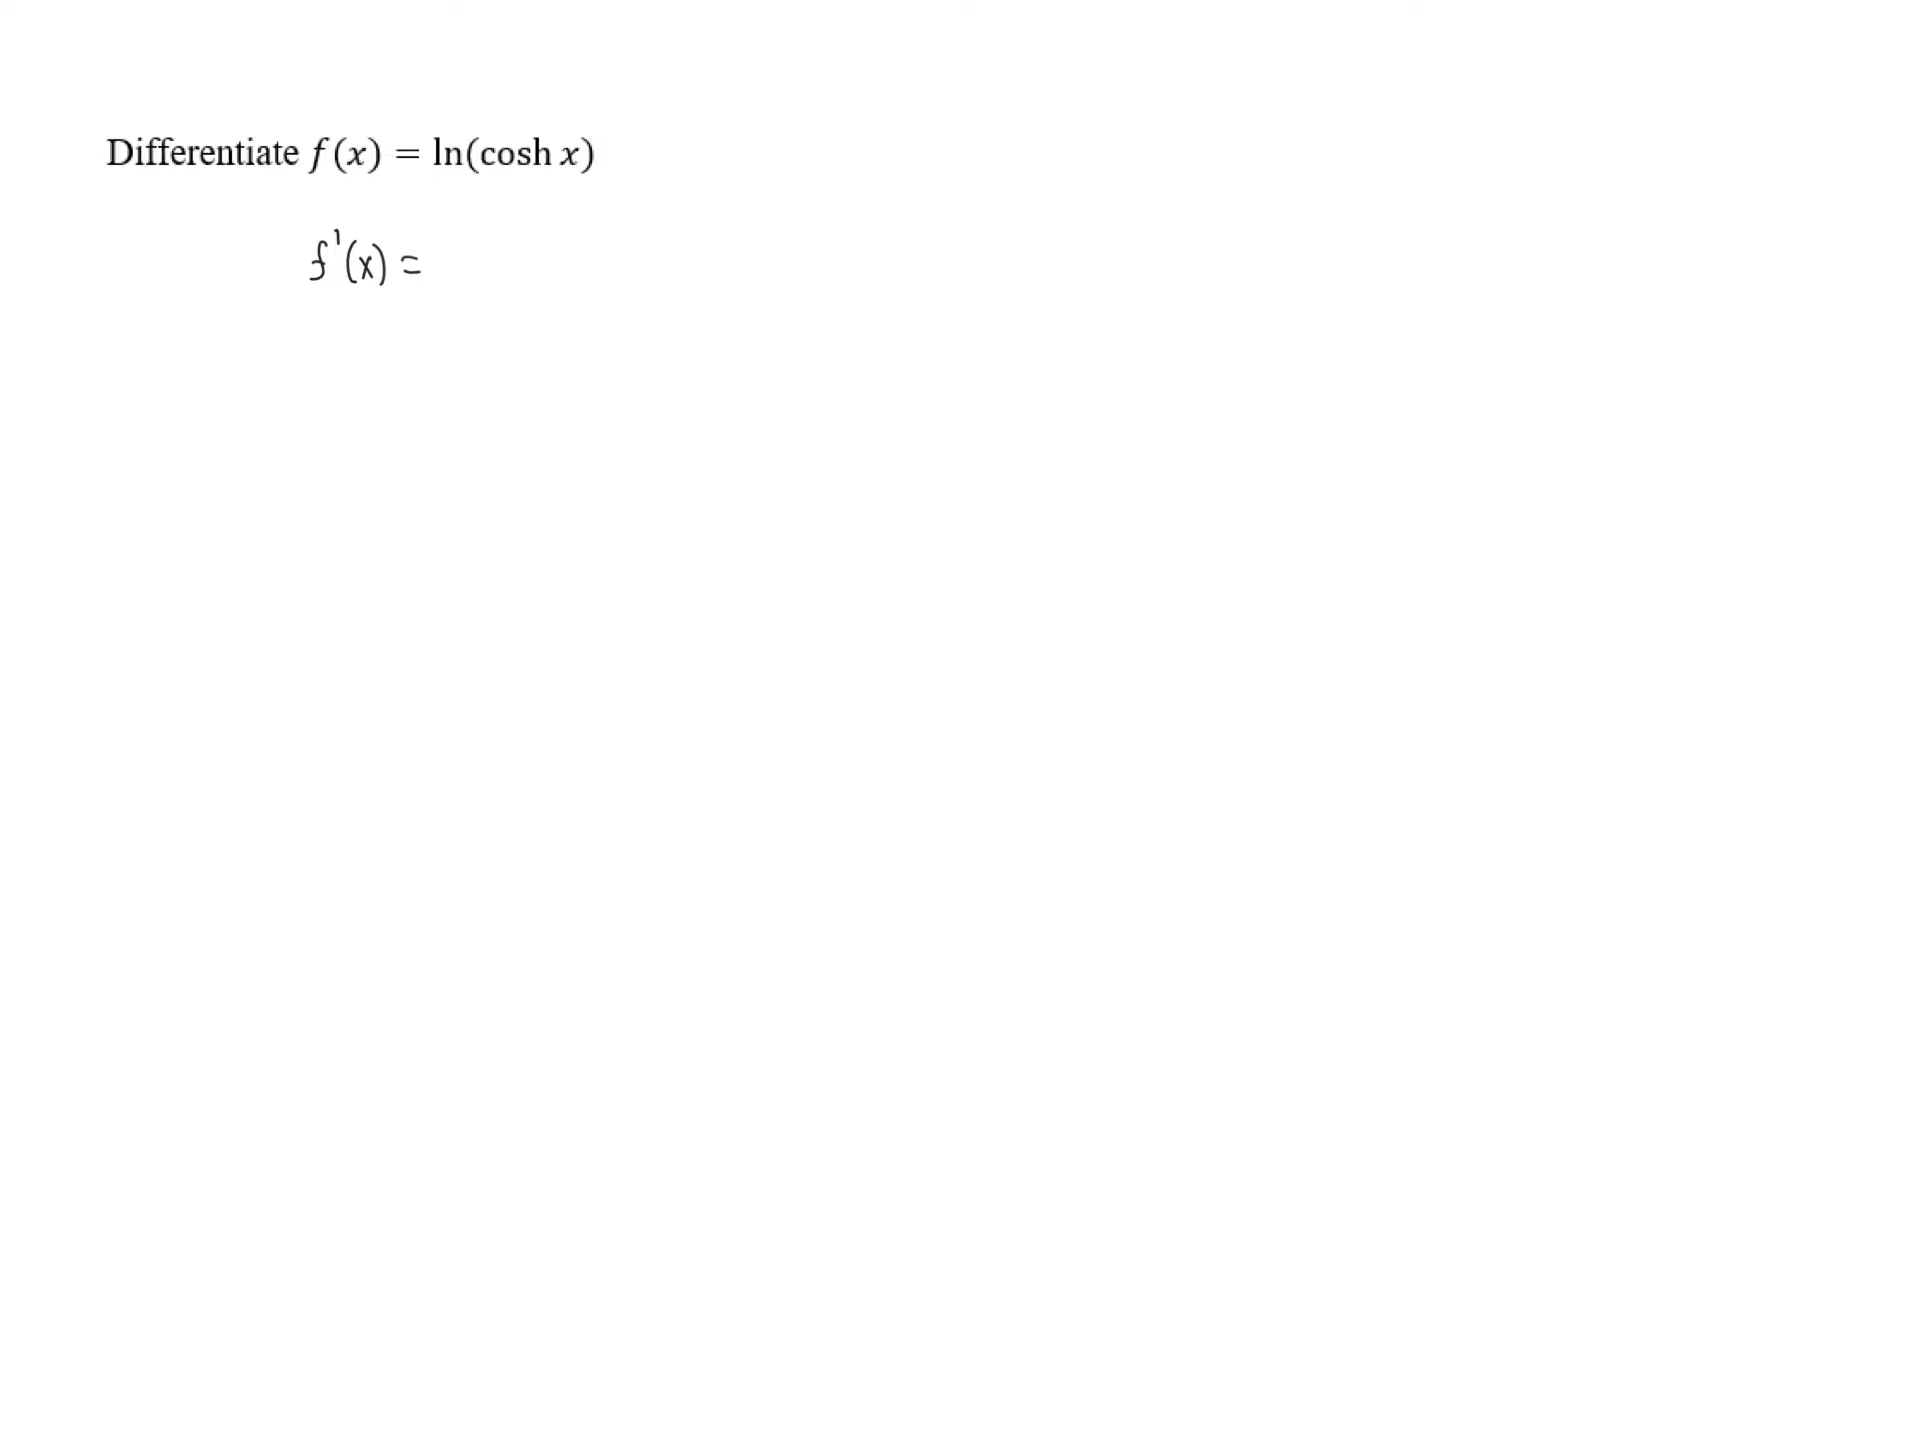 Differentiate f(x) = ln(cosh x)
f'(x) =